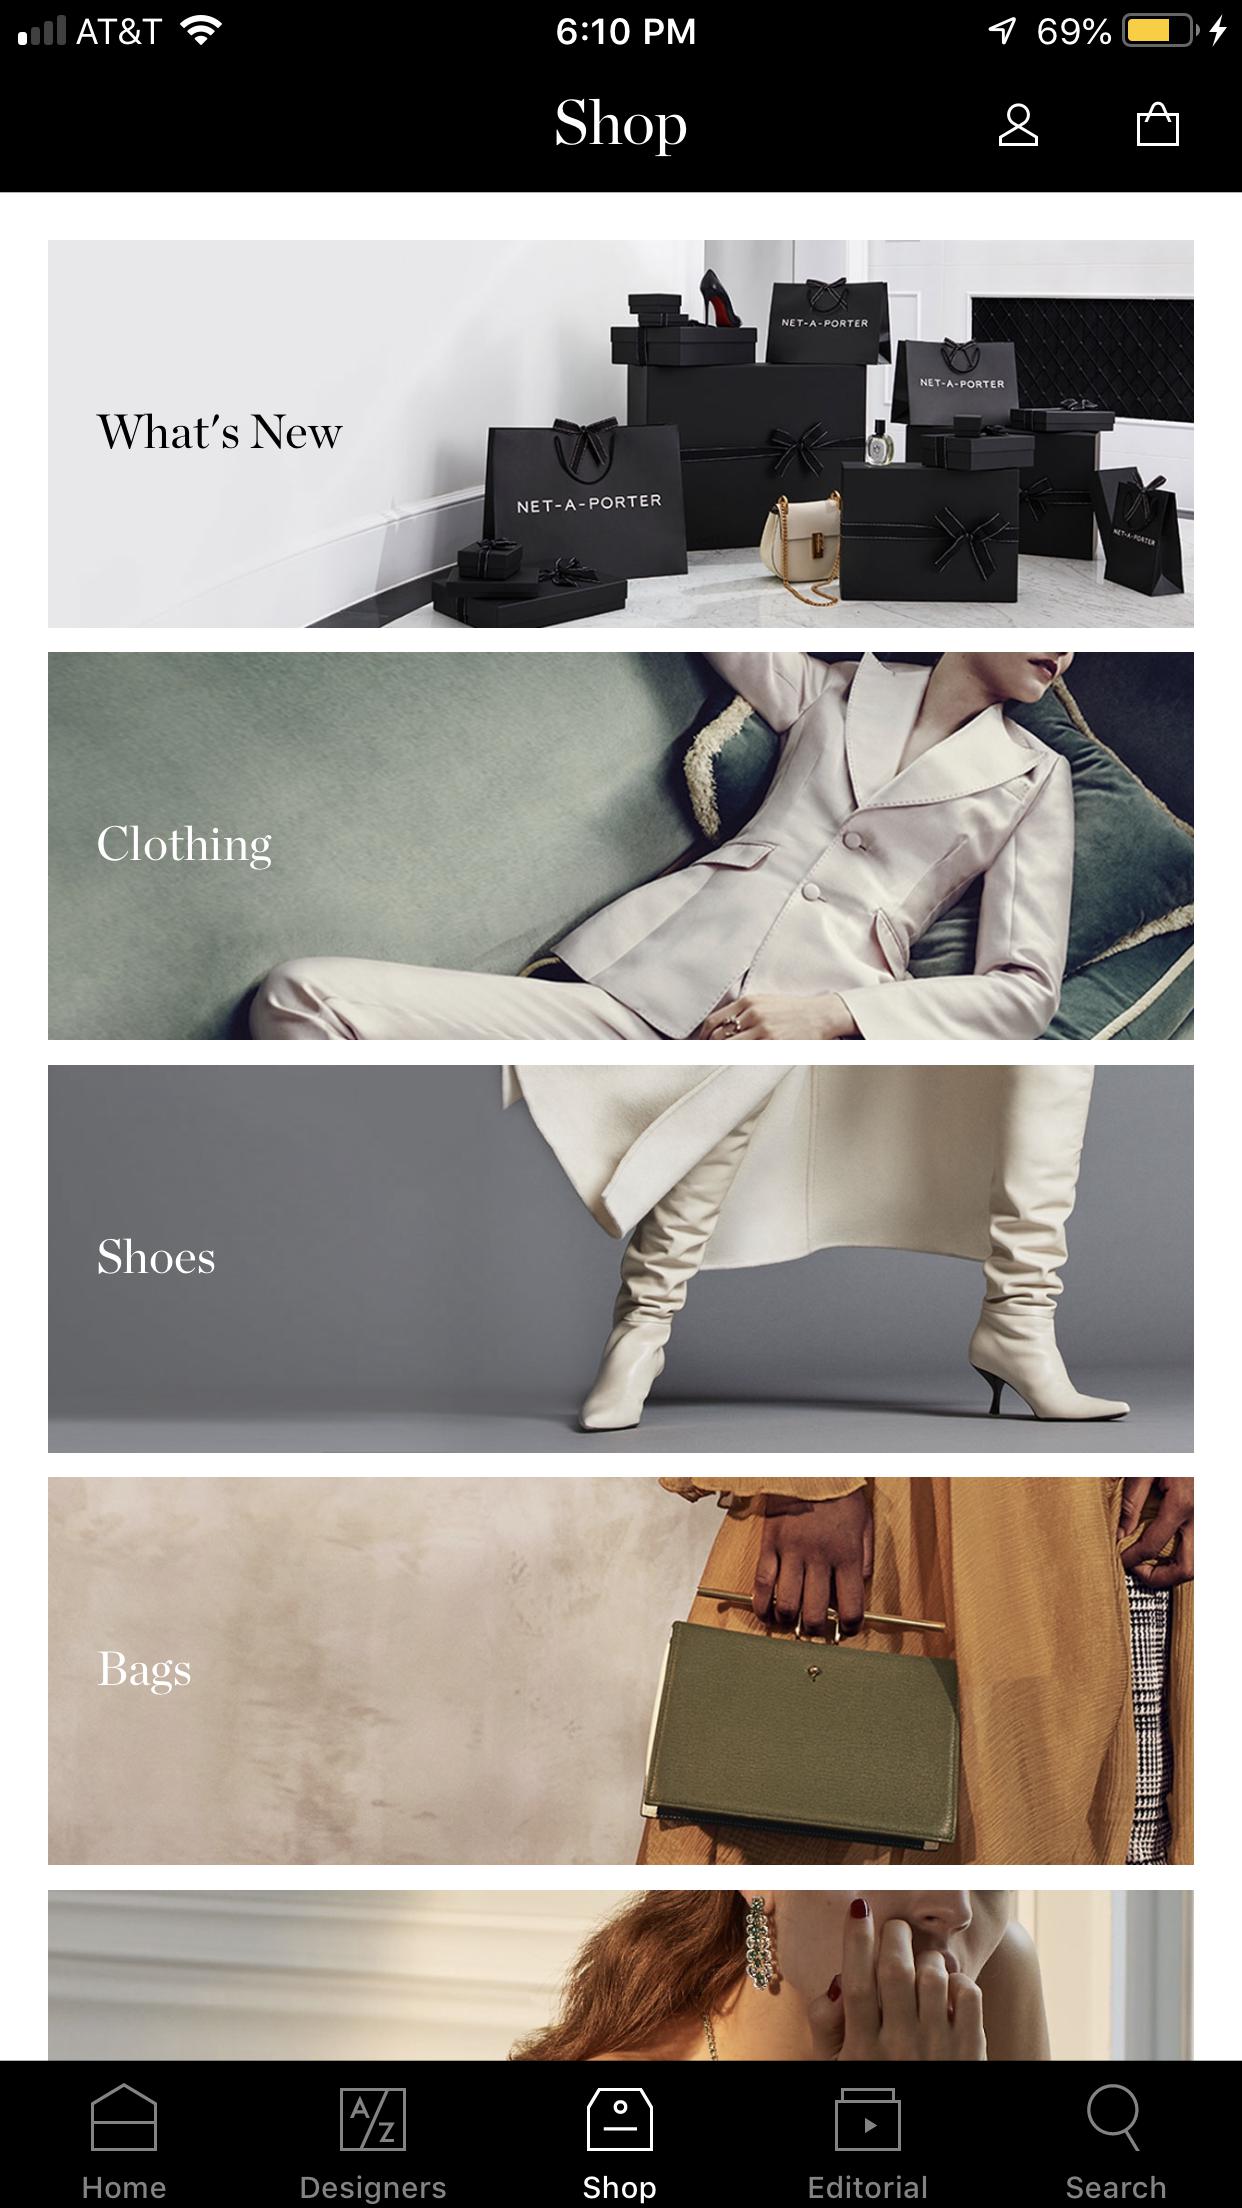 AT&T 6:10 PM 69%
Shop
What's New
NET-A-PORTER
NET-A-PORTER
NET-A-PORTER
NET-A-PORTER
Clothing
Shoes
Bags
A/Z
Home Designers Shop Editorial Search